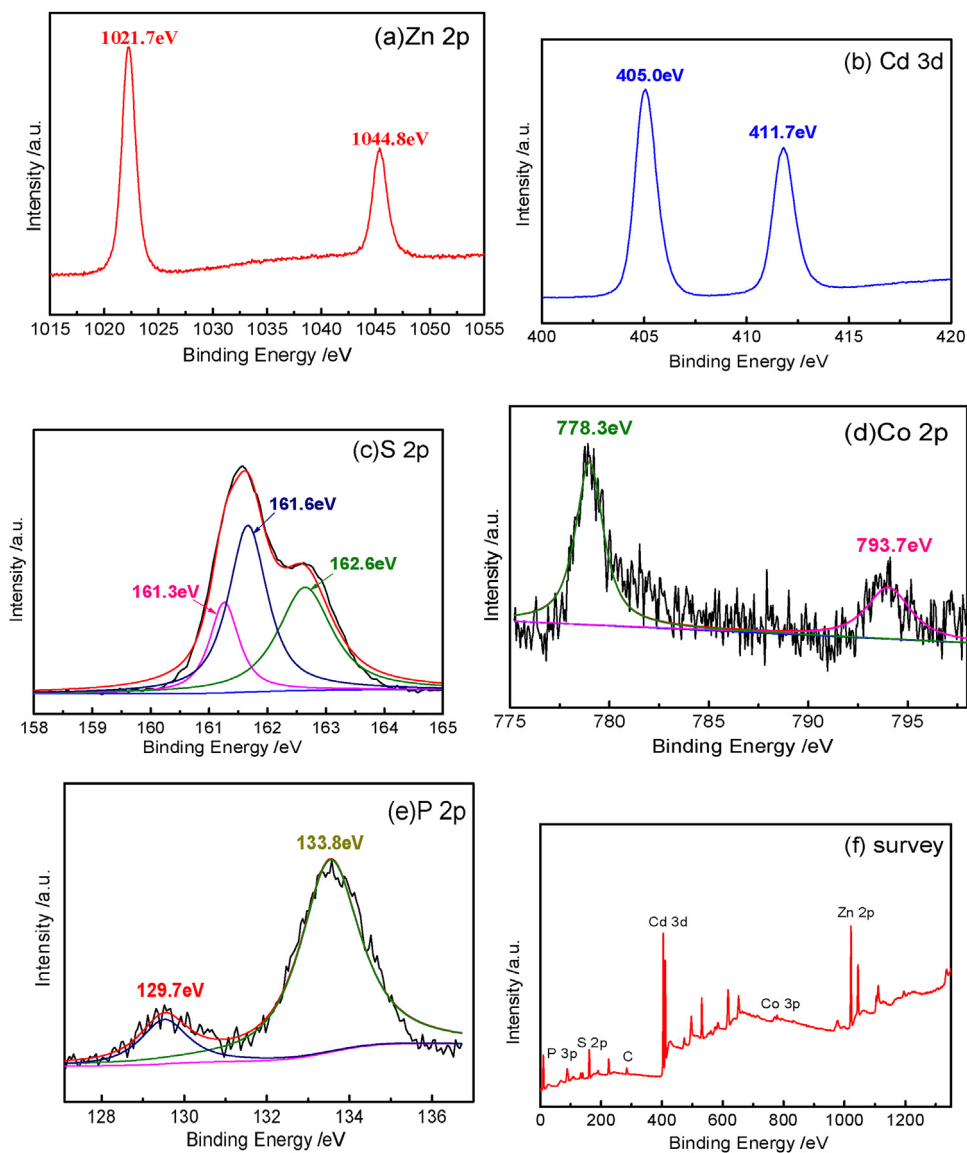 (a)Zn 2p
1021.7eV
1044.8eV
Intensity /a.u.
1015 1020 1025 1030 1035 1040 1045 1050 1055
Binding Energy /eV
(b) Cd 3d
405.0eV
411.7eV
Intensity /a.u.
400 405 410 415 420
Binding Energy /eV
(c)S 2p
161.6eV
162.6eV
161.3eV
Intensity /a.u.
158 159 160 161 162 163 164 165
Binding Energy /eV
(d)Co 2p
778.3eV
793.7eV
Intensity /a.u.
775 780 785 790 795
Binding Energy /eV
(e)P 2p
133.8eV
129.7eV
Intensity /a.u.
128 130 132 134 136
Binding Energy /eV
(f) survey
Cd 3d
Zn 2p
Co 3p
P 3p
S 2p
C
Intensity /a.u.
0 200 400 600 800 1000 1200
Binding Energy /eV